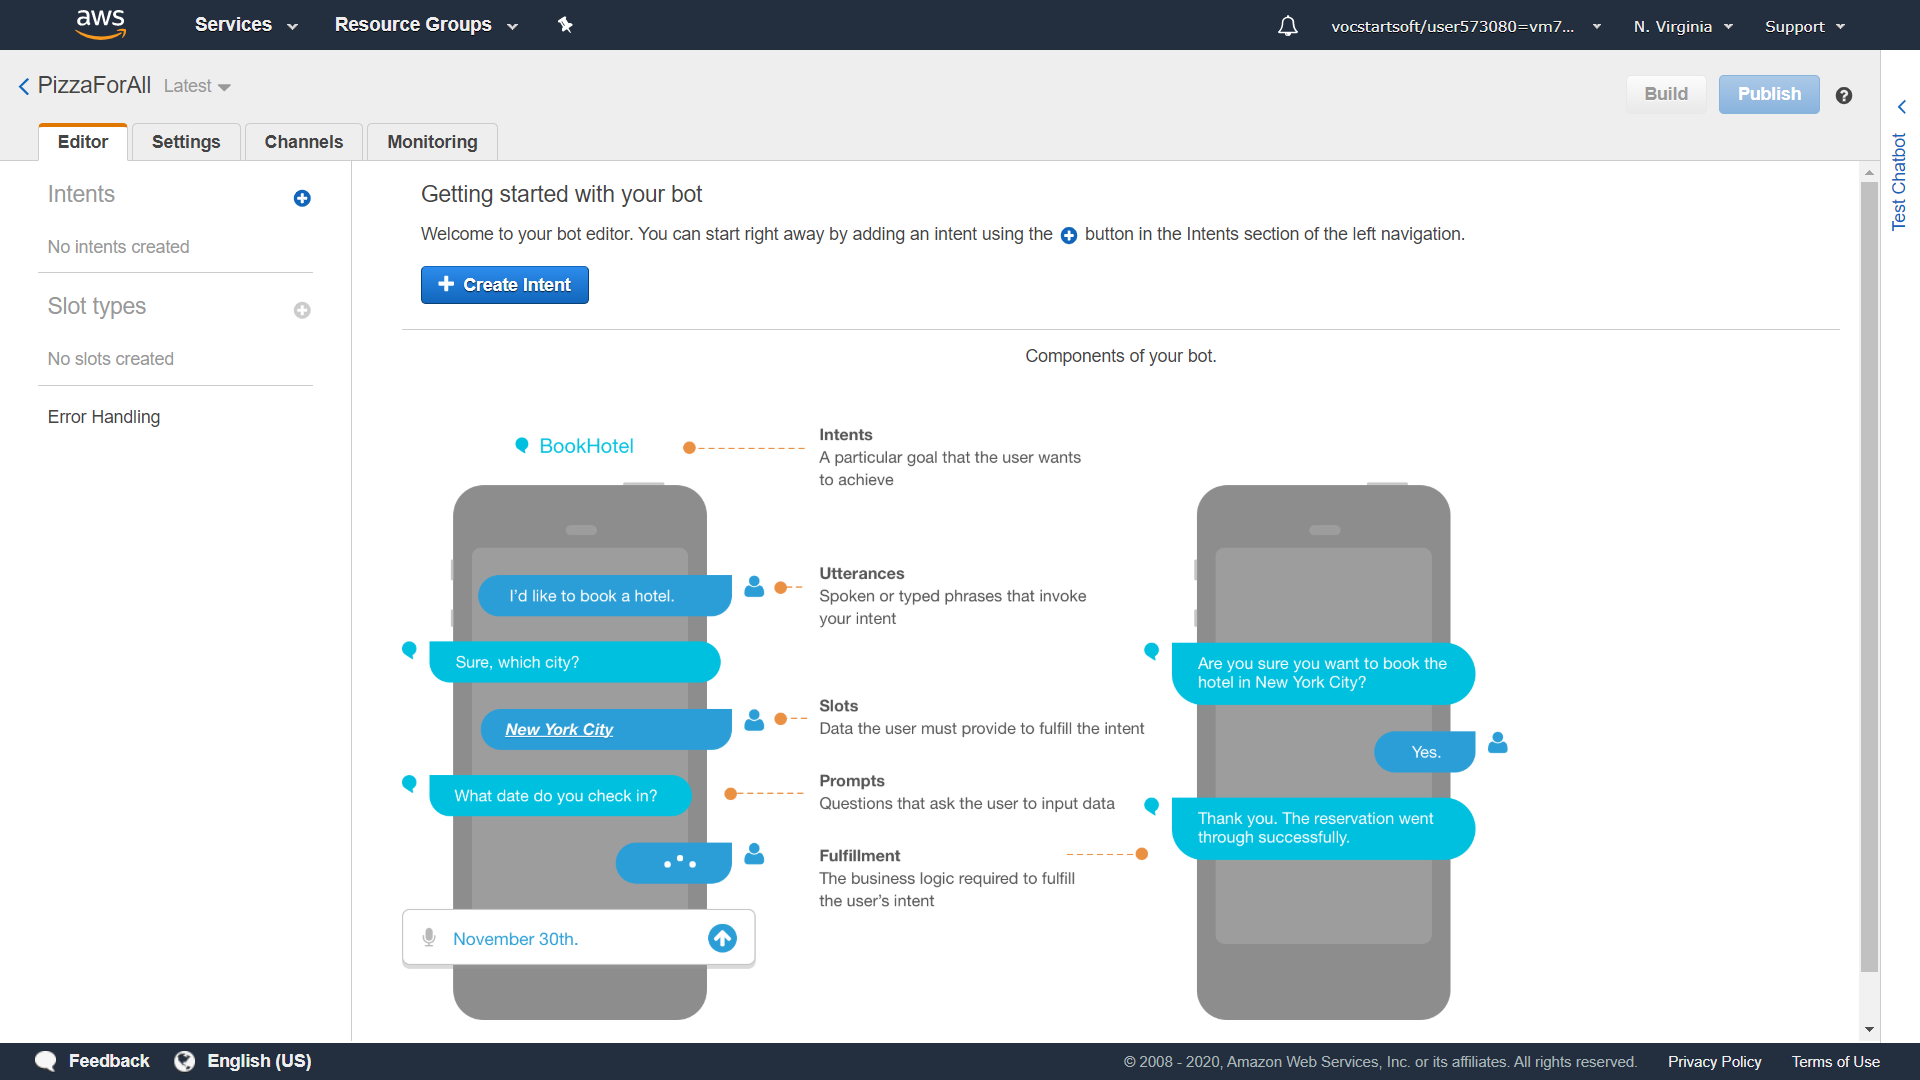 aws
Services
Resource Groups
vocstartsoft/user573080=vm7...
N. Virginia
Support
PizzaForAll
Latest
Build
Publish
?
Editor
Settings
Channels
Monitoring
Test Chatbot
Intents
No intents created
Slot types
No slots created
Error Handling
Getting started with your bot
Welcome to your bot editor. You can start right away by adding an intent using the button in the Intents section of the left navigation.
Create Intent
Components of your bot.
BookHotel
Intents
A particular goal that the user wants
to achieve
I'd like to book a hotel.
Utterances
Spoken or typed phrases that invoke
your intent
Sure, which city?
New York City
Slots
Data the user must provide to fulfill the intent
What date do you check in?
Prompts
Questions that ask the user to input data
Fulfillment
The business logic required to fulfill
the user's intent
November 30th.
Are you sure you want to book the
hotel in New York City?
Yes.
Thank you. The reservation went
through successfully.
Feedback
English (US)
© 2008 - 2020, Amazon Web Services, Inc. or its affiliates. All rights reserved.
Privacy Policy
Terms of Use